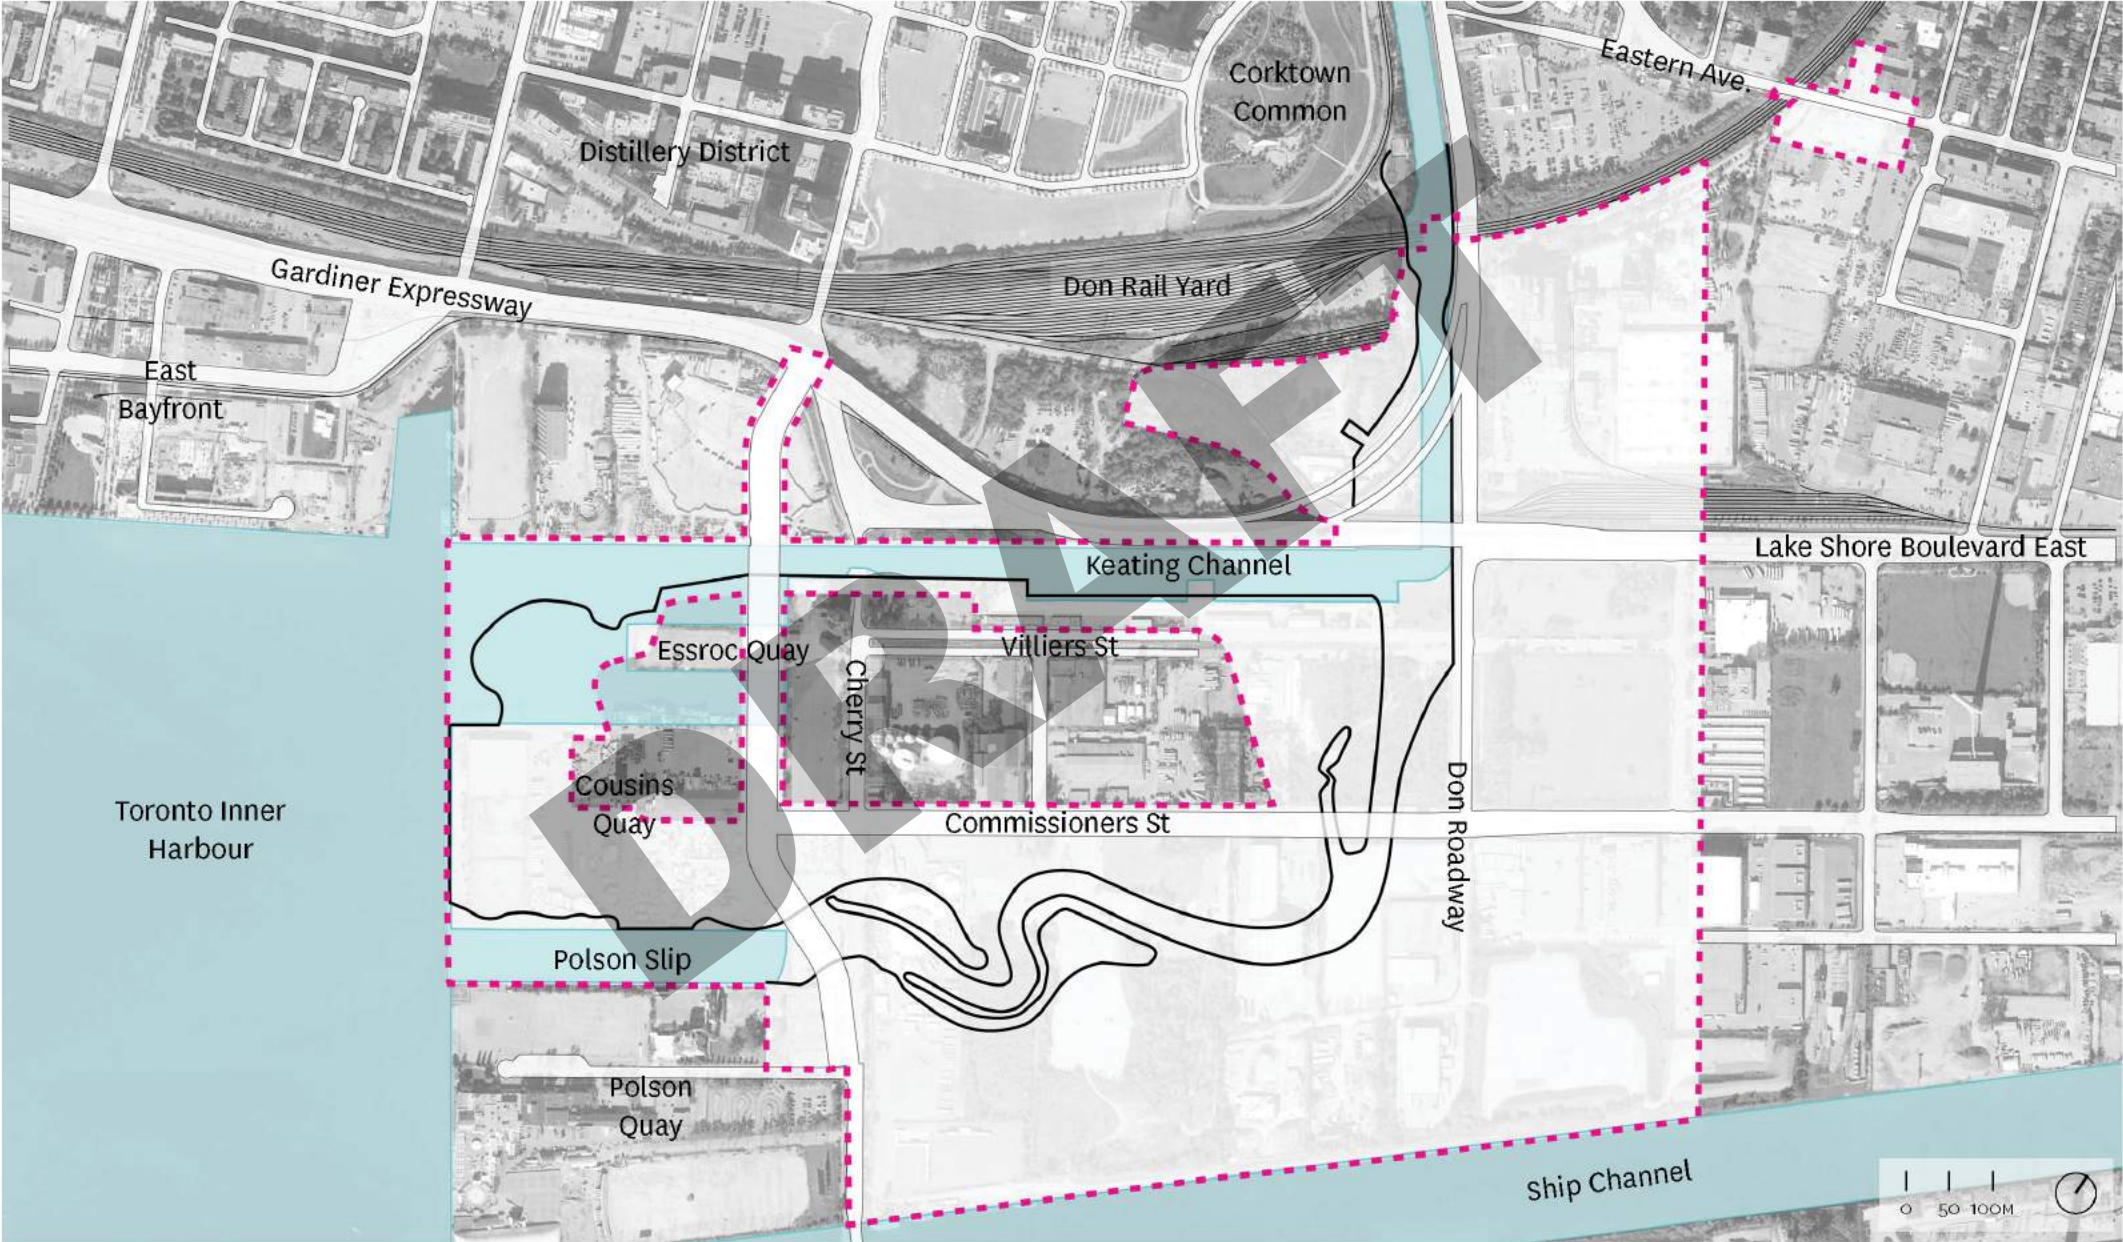 Corktown
Common
Eastern Ave.
Distillery District
Gardiner Expressway
Don Rail Yard
East
Bayfront
Lake Shore Boulevard East
Keating Channel
Essroc Quay
Villiers St
Cherry St
Cousins
Quay
Commissioners St
Don Roadway
Toronto Inner
Harbour
Polson Slip
Polson
Quay
Ship Channel
0 50 100M
DRAFT